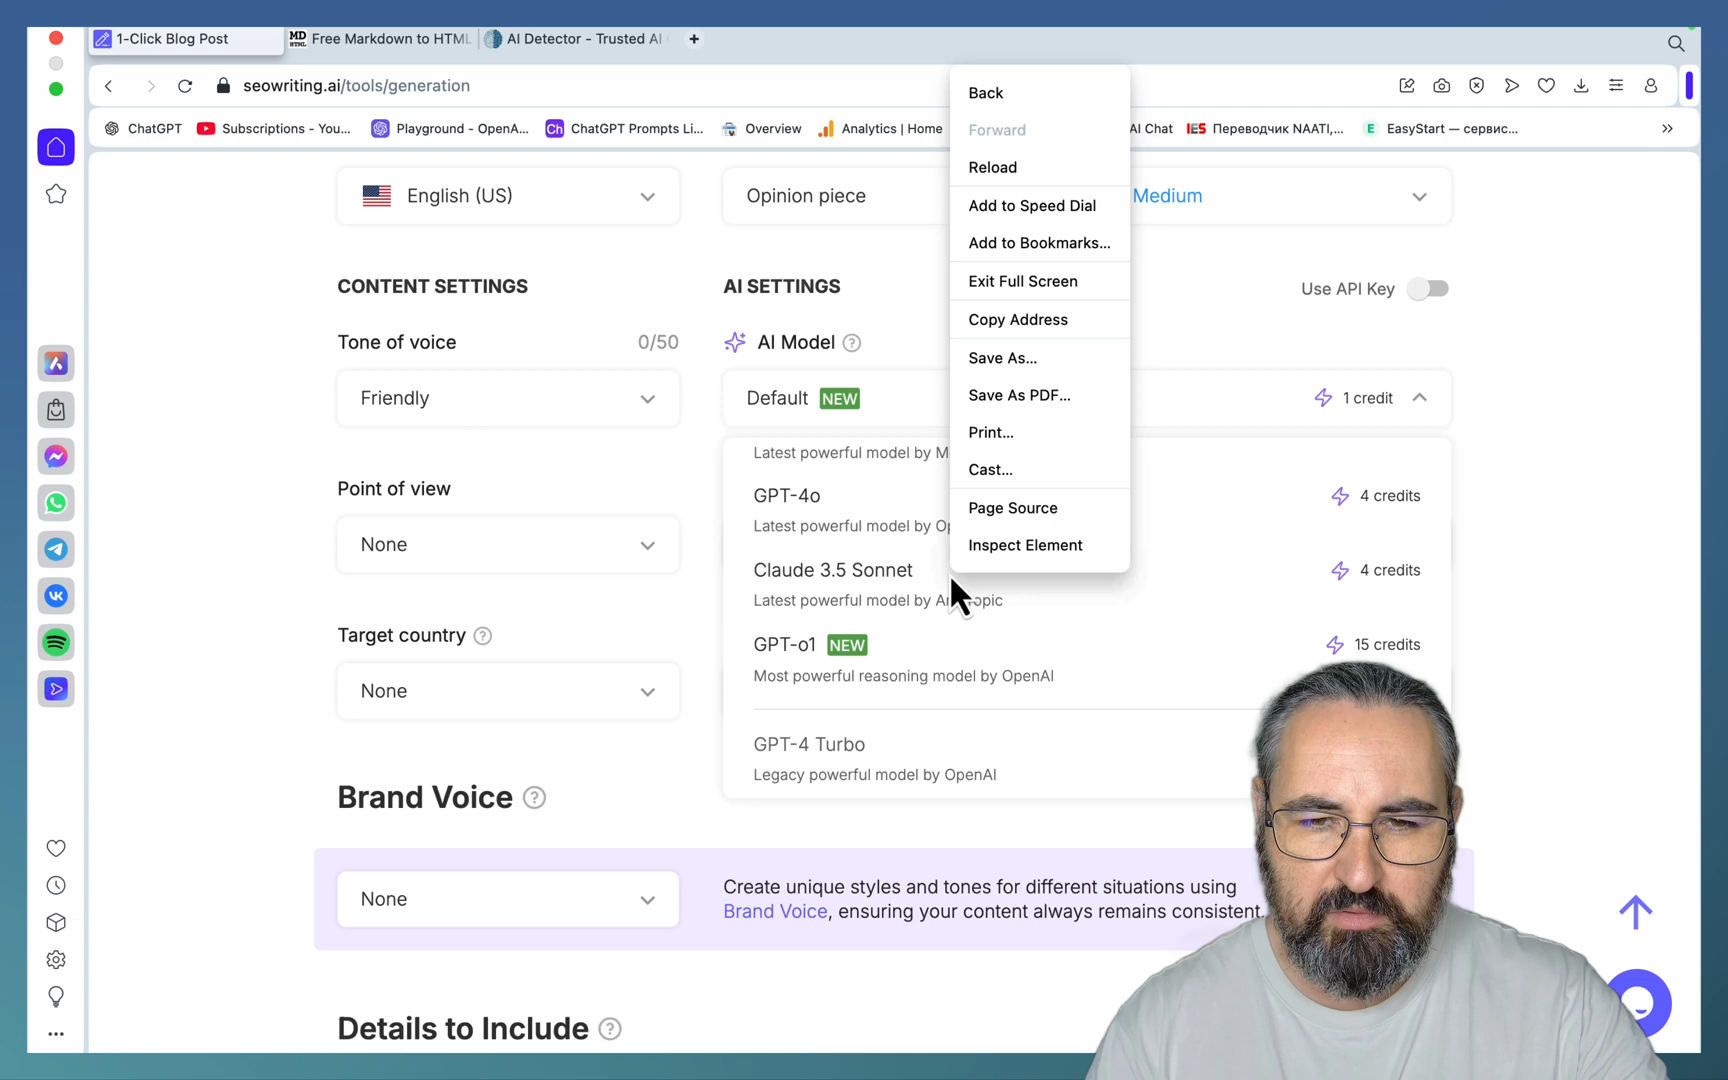 1-Click Blog Post
MD HTML Free Markdown to HTML
AI Detector - Trusted AI
seowriting.ai/tools/generation
ChatGPT
Subscriptions - You...
Playground - OpenA...
Ch ChatGPT Prompts Li...
Overview
Analytics | Home
AI Chat
IES Переводчик NAATI,...
E EasyStart — сервис...
Back
Forward
Reload
Add to Speed Dial
Add to Bookmarks...
Exit Full Screen
Copy Address
Save As...
Save As PDF...
Print...
Cast...
Page Source
Inspect Element
English (US)
Opinion piece
Medium
CONTENT SETTINGS
AI SETTINGS
Use API Key
Tone of voice
0/50
AI Model ?
Friendly
Default NEW
1 credit
Latest powerful model by M
GPT-4o
4 credits
Latest powerful model by Op
Claude 3.5 Sonnet
4 credits
Latest powerful model by An opic
GPT-o1 NEW
15 credits
Most powerful reasoning model by OpenAI
GPT-4 Turbo
Legacy powerful model by OpenAI
Point of view
None
Target country ?
None
Brand Voice ?
None
Create unique styles and tones for different situations using
Brand Voice, ensuring your content always remains consistent.
Details to Include ?